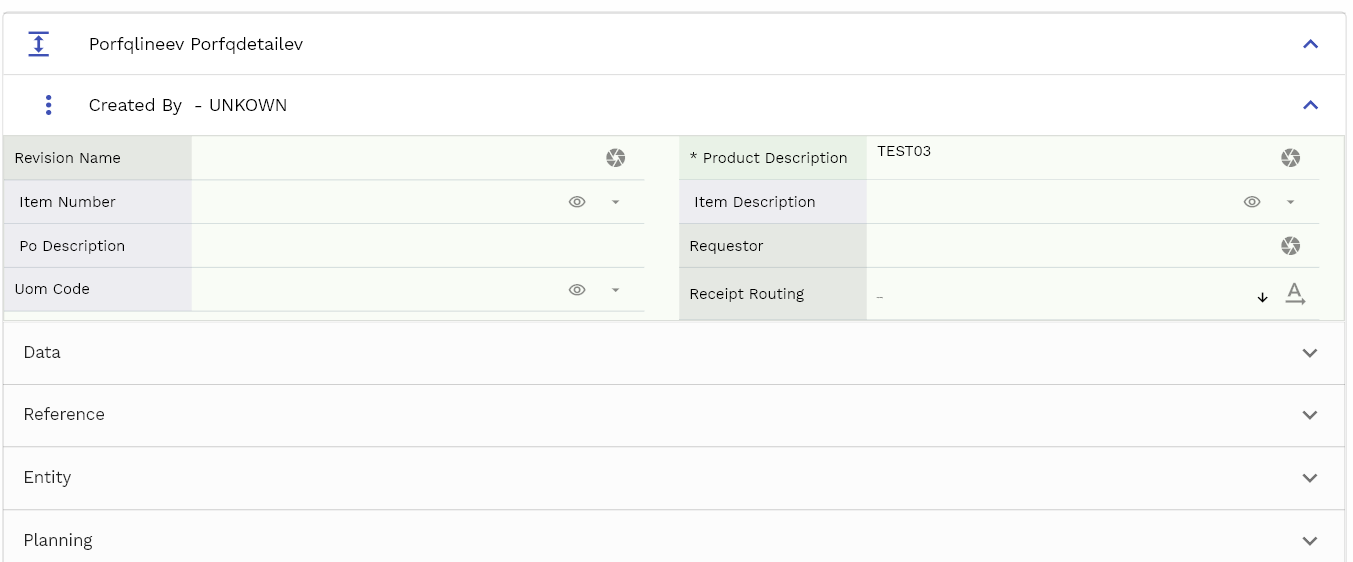 Porfqlineev Porfqdetailev
Created By - UNKOWN
Revision Name
* Product Description TEST03
Item Number
Item Description
Po Description
Requestor
Uom Code
Receipt Routing _
Data
Reference
Entity
Planning